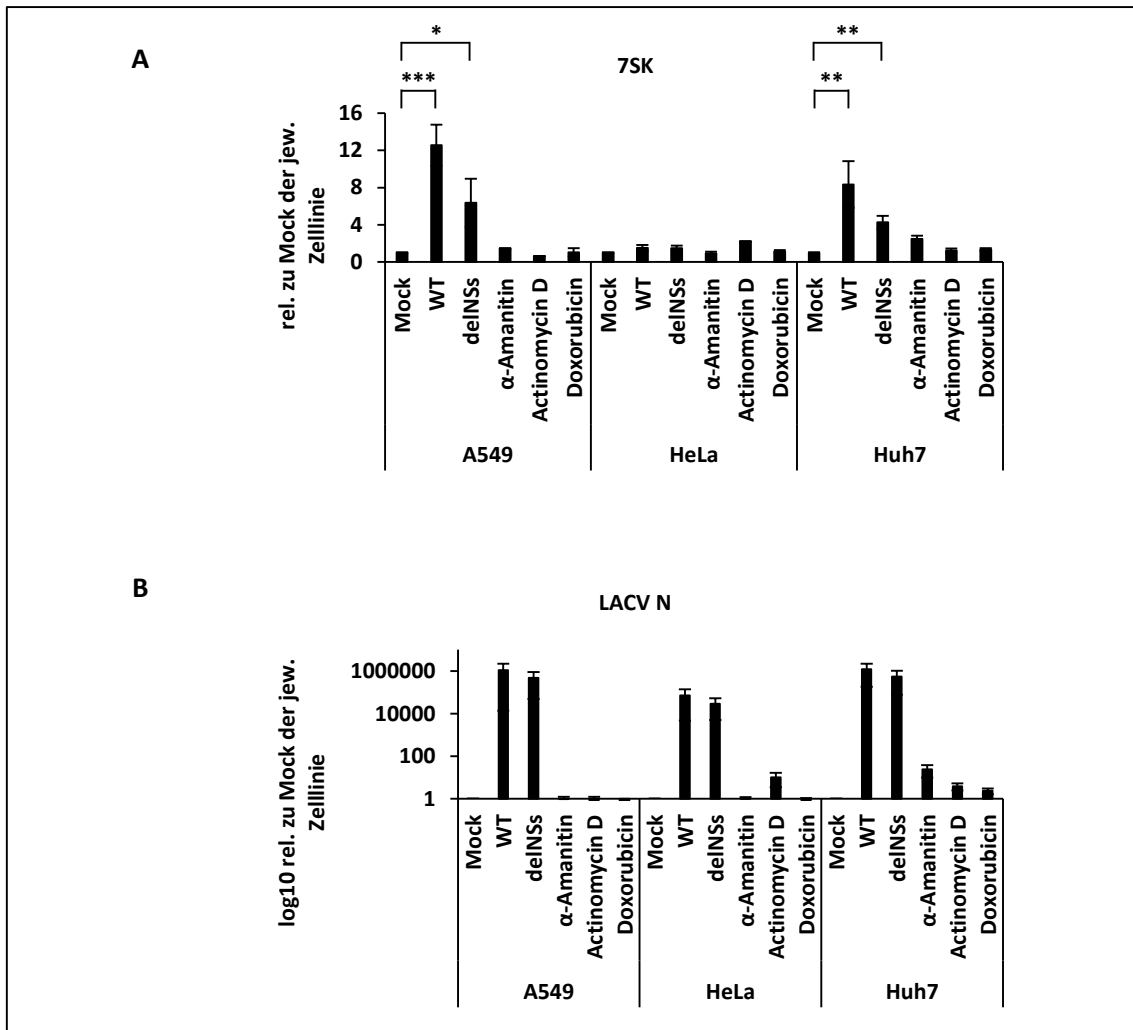 A
7SK
*
***
**
**
rel. zu Mock der jew.
Zelllinie
16
12
8
4
0
Mock
WT
delNSs
α-Amanitin
Actinomycin D
Doxorubicin
Mock
WT
delNSs
α-Amanitin
Actinomycin D
Doxorubicin
Mock
WT
delNSs
α-Amanitin
Actinomycin D
Doxorubicin
A549
HeLa
Huh7
B
LACV N
log10 rel. zu Mock der jew.
Zelllinie
1000000
10000
100
1
Mock
WT
delNSs
α-Amanitin
Actinomycin D
Doxorubicin
Mock
WT
delNSs
α-Amanitin
Actinomycin D
Doxorubicin
Mock
WT
delNSs
α-Amanitin
Actinomycin D
Doxorubicin
A549
HeLa
Huh7